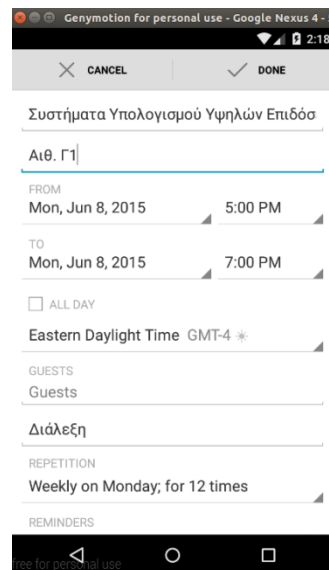 Genymotion for personal use - Google Nexus 4 -
2:18
CANCEL DONE
Συστήματα Υπολογισμού Υψηλών Επιδόσ
Αιθ. Γ1
FROM
Mon, Jun 8, 2015 5:00 PM
TO
Mon, Jun 8, 2015 7:00 PM
ALL DAY
Eastern Daylight Time GMT-4
GUESTS
Guests
Διάλεξη
REPETITION
Weekly on Monday; for 12 times
REMINDERS
free for personal use